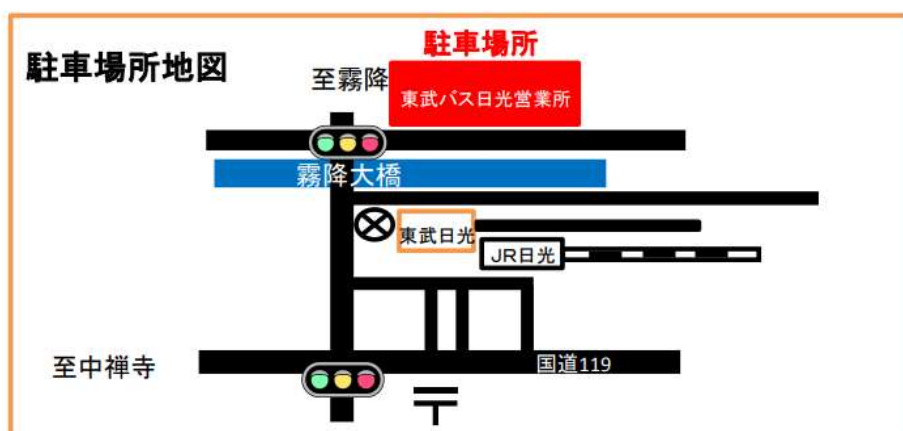 駐車場所
駐車場所地図
至霧降
東武バス日光営業所
霧降大橋
東武日光
JR日光
至中禅寺
国道119